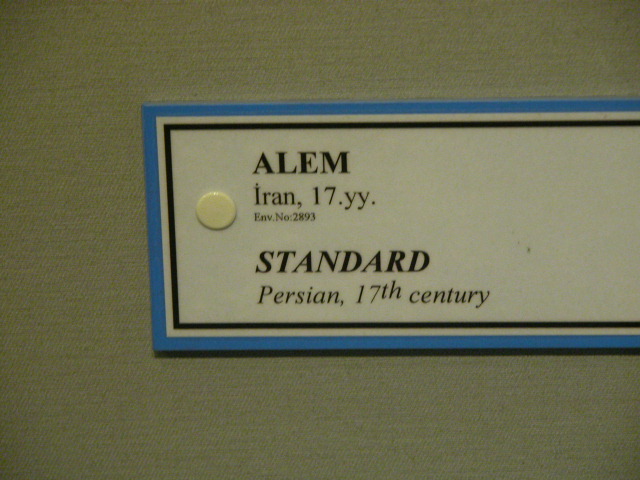 ALEM
İran, 17.yy.
Env.No:2893
STANDARD
Persian, 17th century